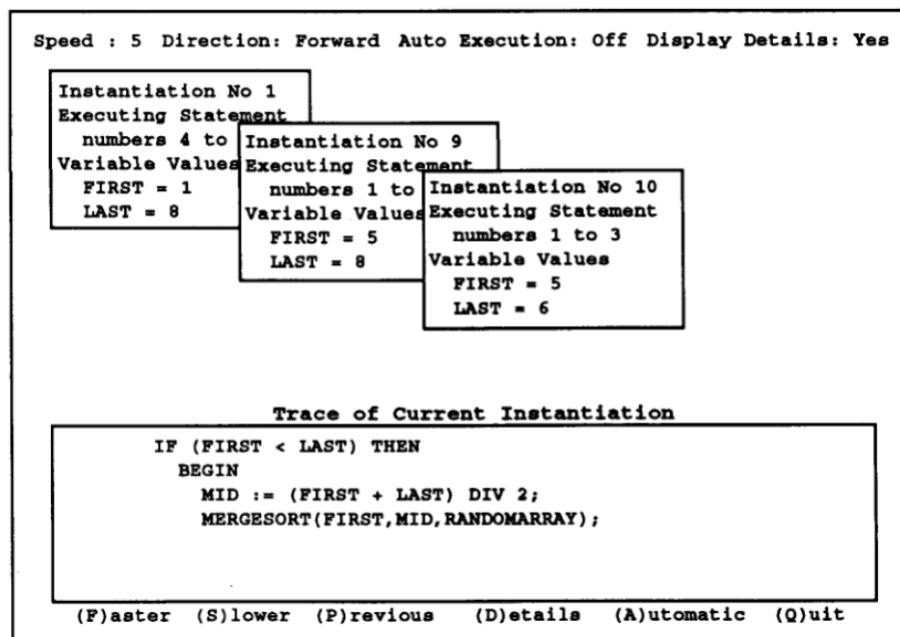 Speed : 5 Direction: Forward Auto Execution: Off Display Details: Yes
Instantiation No 1
Executing Statement
numbers 4 to
Variable Values
FIRST = 1
LAST = 8
Instantiation No 9
Executing Statement
numbers 1 to
Variable Values
FIRST = 5
LAST = 8
Instantiation No 10
Executing Statement
numbers 1 to 3
Variable Values
FIRST = 5
LAST = 6
Trace of Current Instantiation
IF (FIRST < LAST) THEN
BEGIN
MID := (FIRST + LAST) DIV 2;
MERGESORT(FIRST,MID,RANDOMARRAY);
(F)aster (S)lower (P)revious (D)etails (A)utomatic (Q)uit